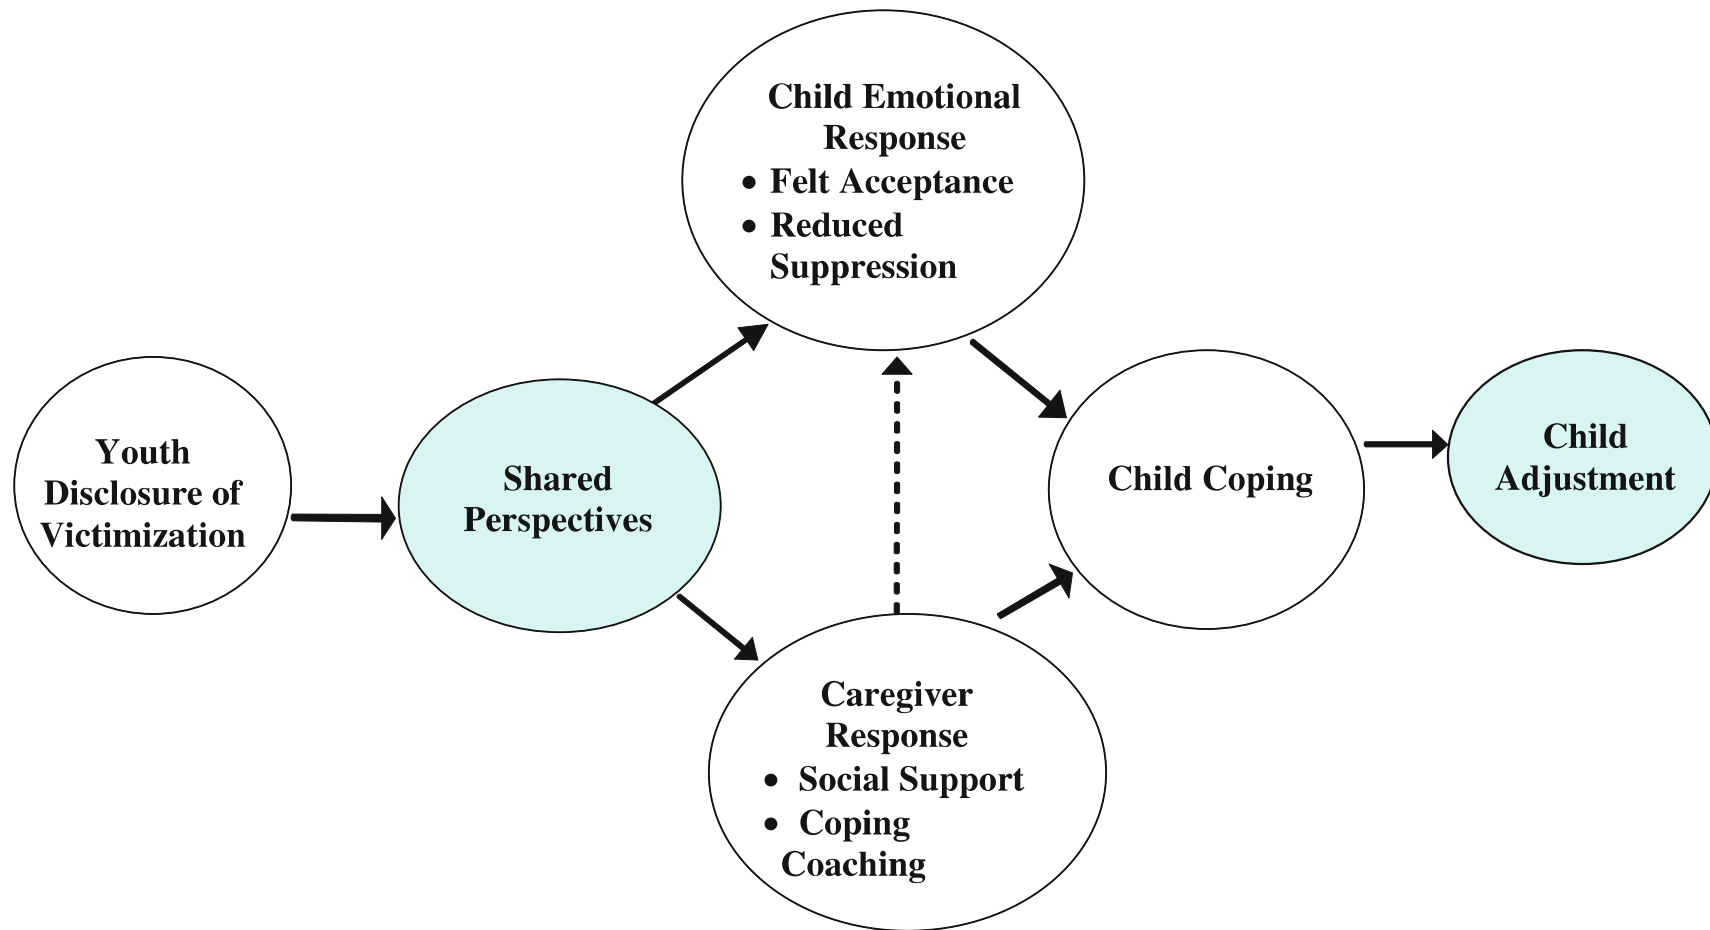 Child Emotional
Response
• Felt Acceptance
• Reduced
Suppression
Youth
Disclosure of
Victimization
Shared
Perspectives
Child Coping
Child
Adjustment
Caregiver
Response
• Social Support
• Coping
Coaching